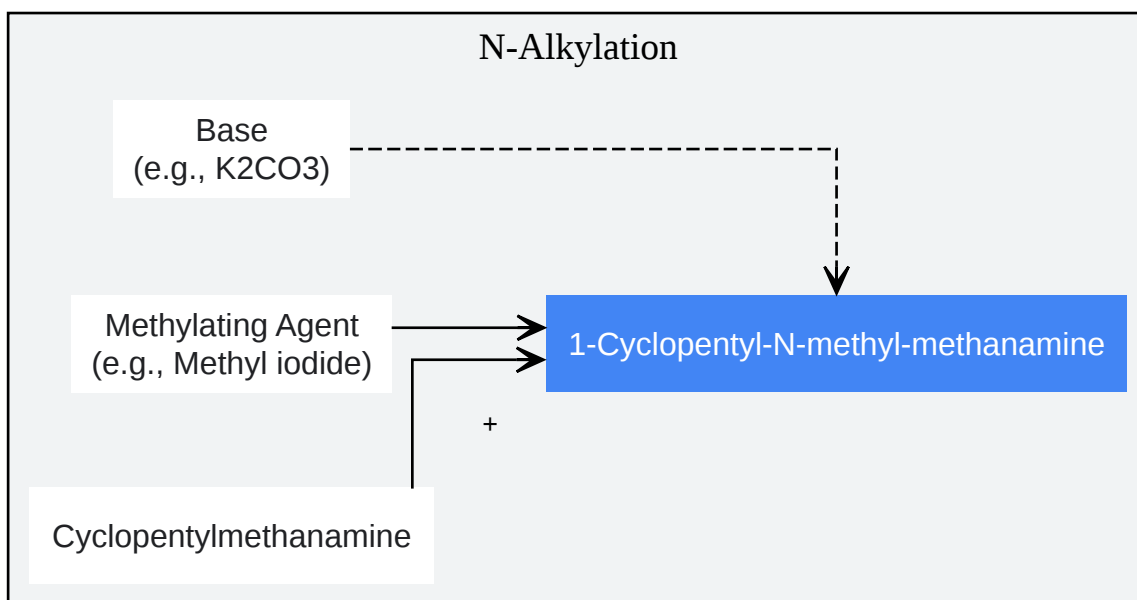 N-Alkylation
Base
(e.g., K2CO3)
Methylating Agent
(e.g., Methyl iodide)
1-Cyclopentyl-N-methyl-methanamine
+
Cyclopentylmethanamine